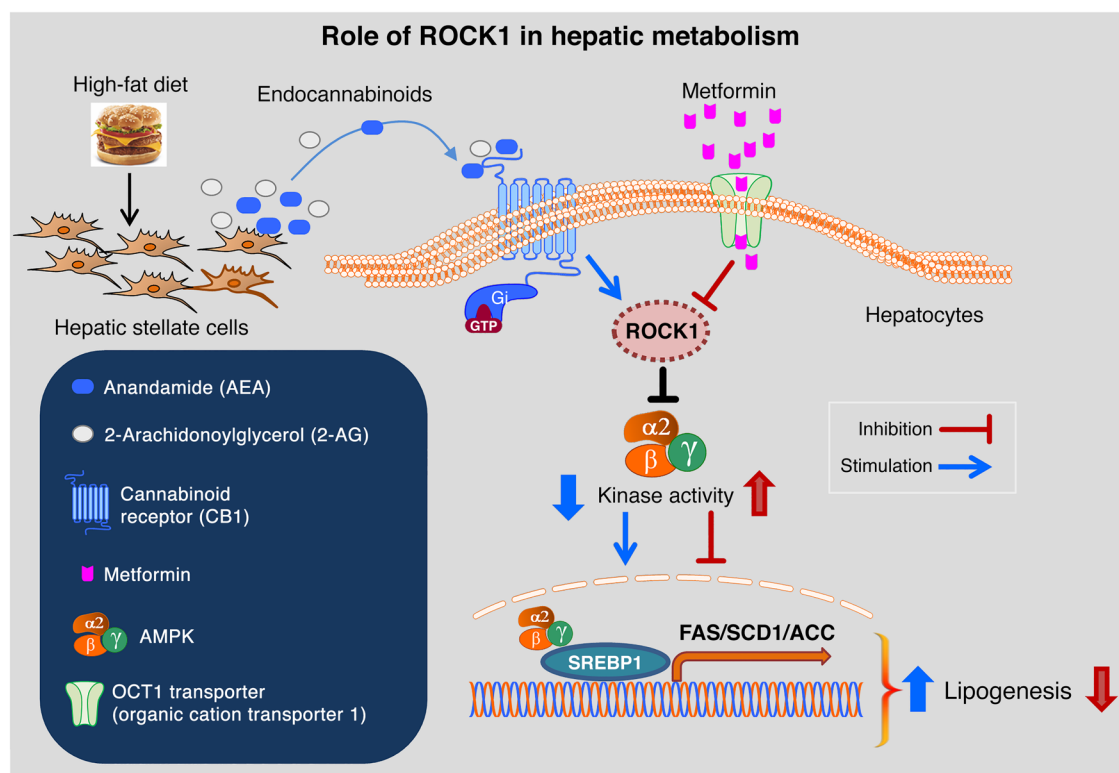 Role of ROCK1 in hepatic metabolism
High-fat diet
Endocannabinoids
Metformin
Hepatic stellate cells
Gi
GTP
ROCK1
Hepatocytes
Anandamide (AEA)
2-Arachidonoylglycerol (2-AG)
Cannabinoid
receptor (CB1)
Metformin
α2
β
γ
AMPK
OCT1 transporter
(organic cation transporter 1)
α2
β
γ
Kinase activity
Inhibition
Stimulation
α2
β
γ
SREBP1
FAS/SCD1/ACC
Lipogenesis